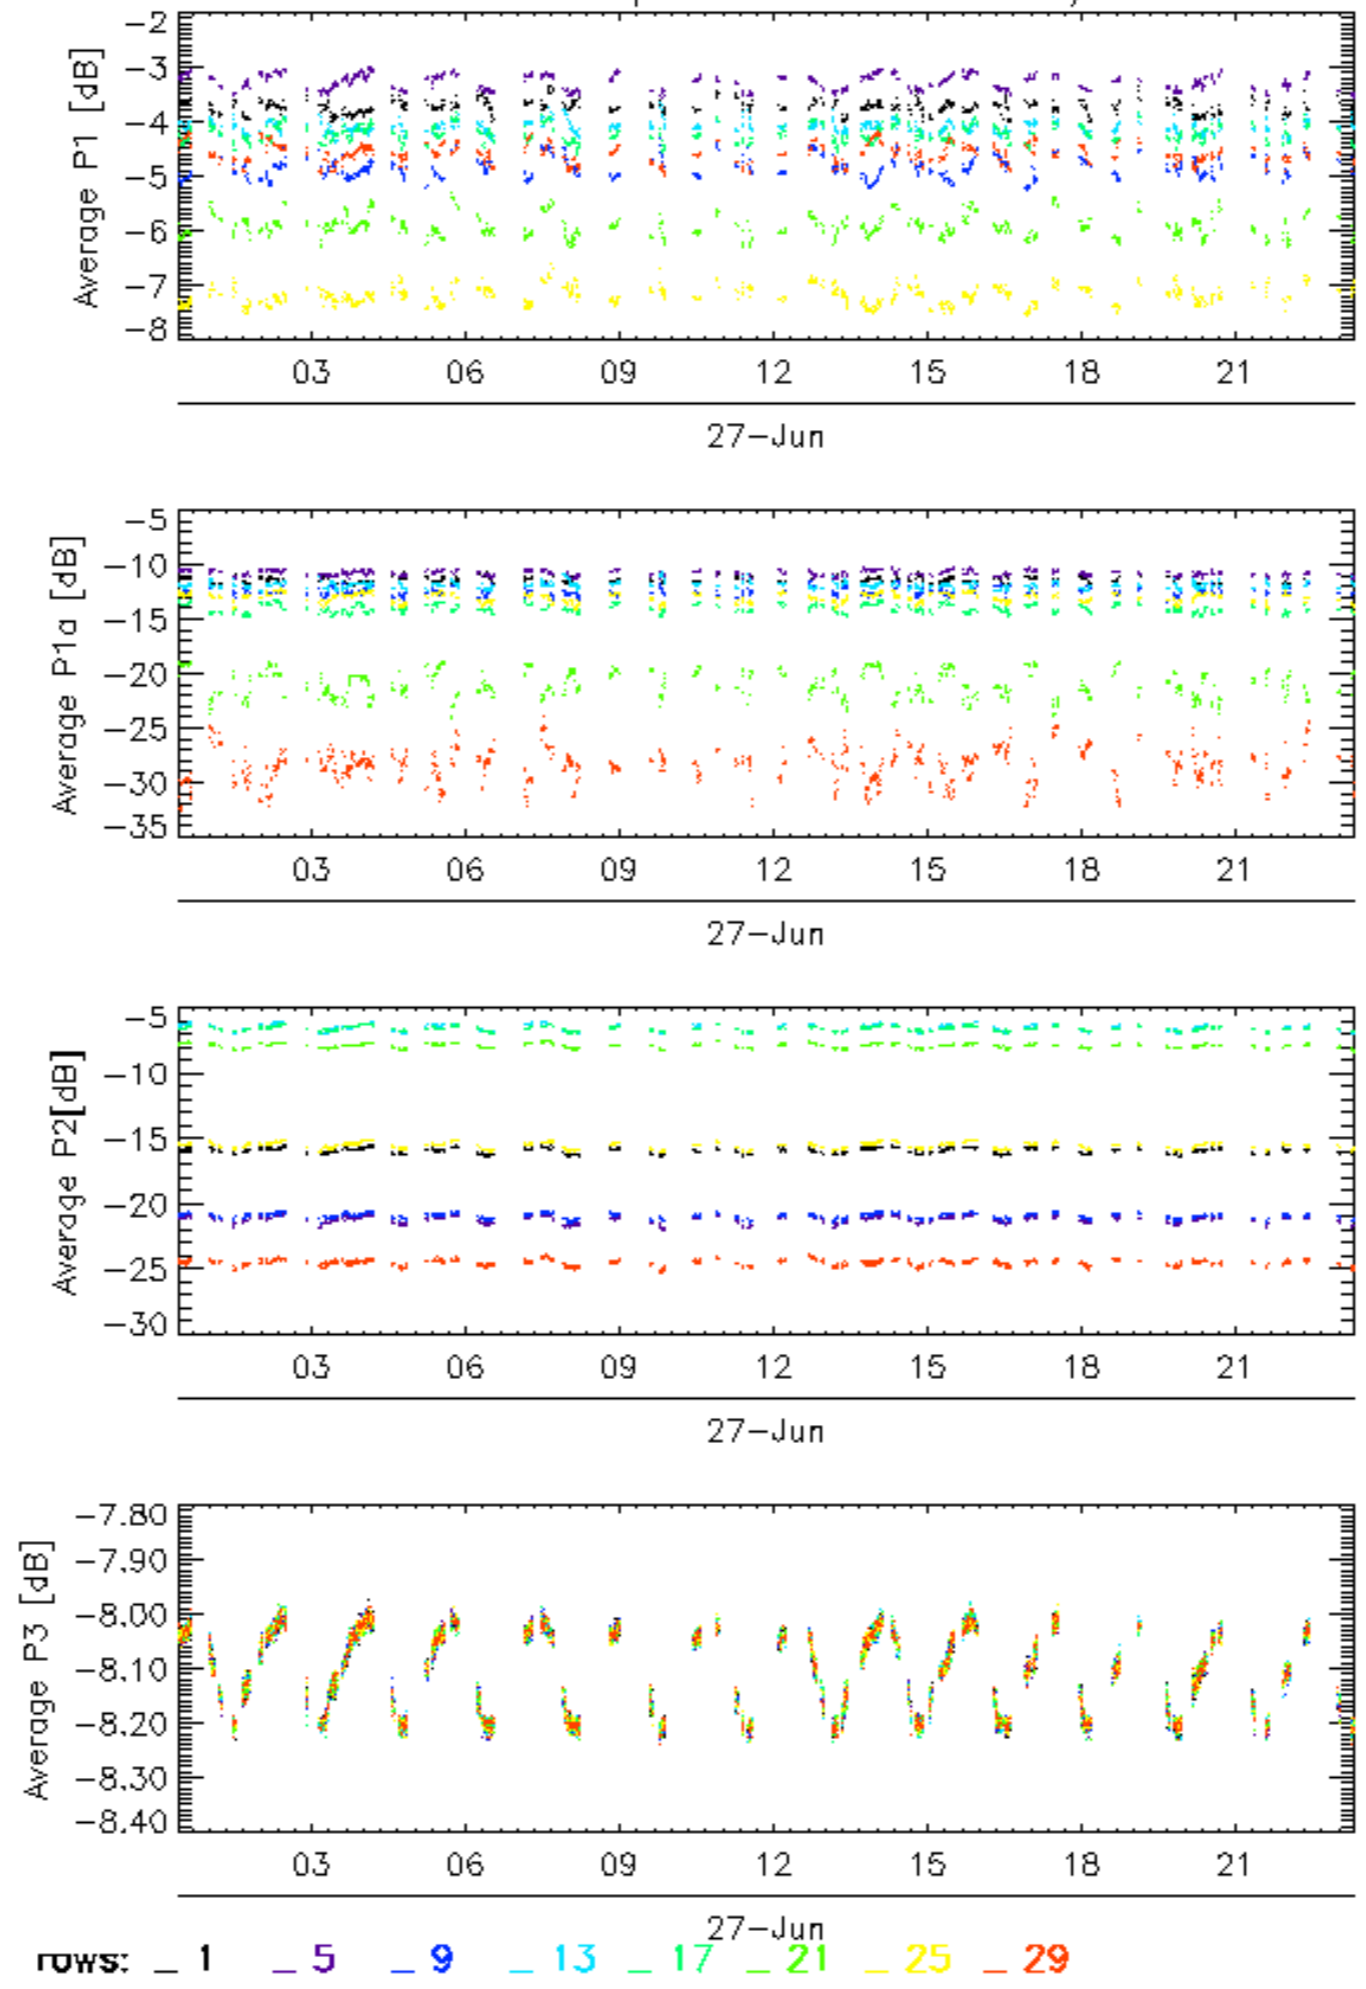 -2
-3
-4
-5
-6
-7
-8
Average P1 [dB]
03 06 09 12 15 18 21
27-Jun
-5
-10
-15
-20
-25
-30
-35
Average P1a [dB]
03 06 09 12 15 18 21
27-Jun
-5
-10
-15
-20
-25
-30
Average P2[dB]
03 06 09 12 15 18 21
27-Jun
-7.80
-7.90
-8.00
-8.10
-8.20
-8.30
-8.40
Average P3 [dB]
03 06 09 12 15 18 21
27-Jun
rows: _ 1 _ 5 _ 9 _ 13 _ 17 _ 21 _ 25 _ 29